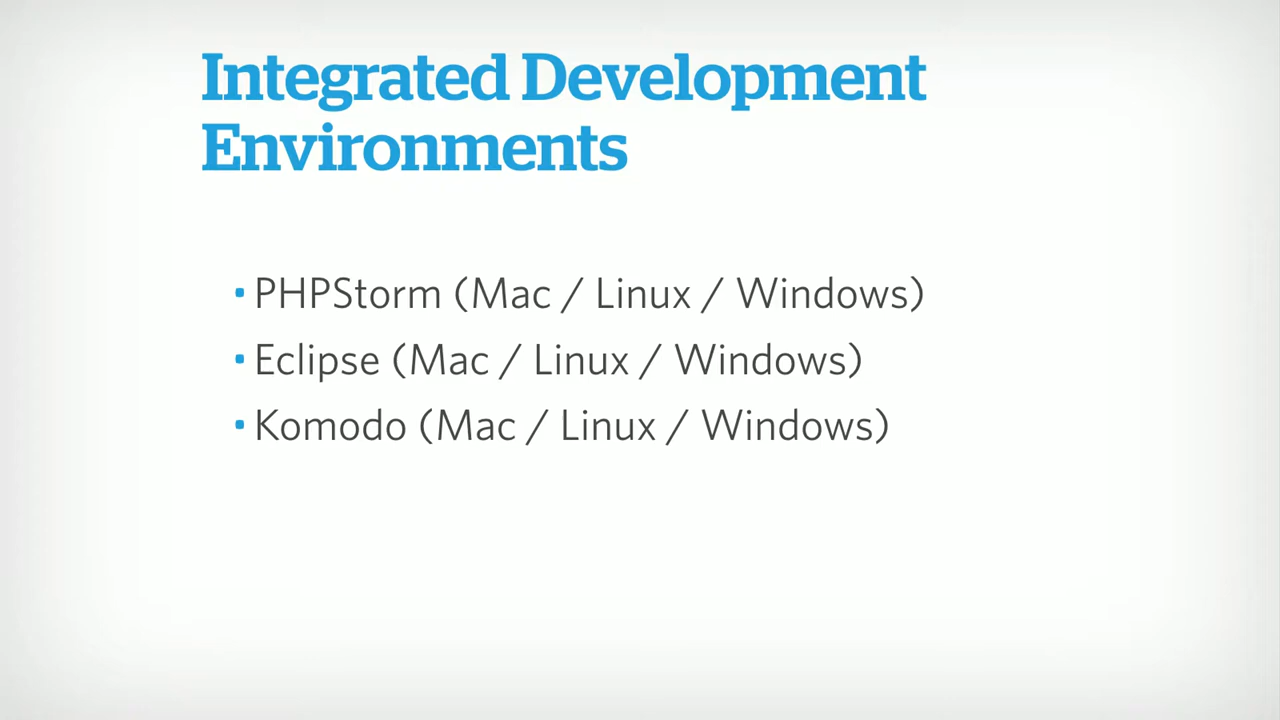 Integrated Development
Environments
• PHPStorm (Mac / Linux / Windows)
• Eclipse (Mac / Linux / Windows)
• Komodo (Mac / Linux / Windows)